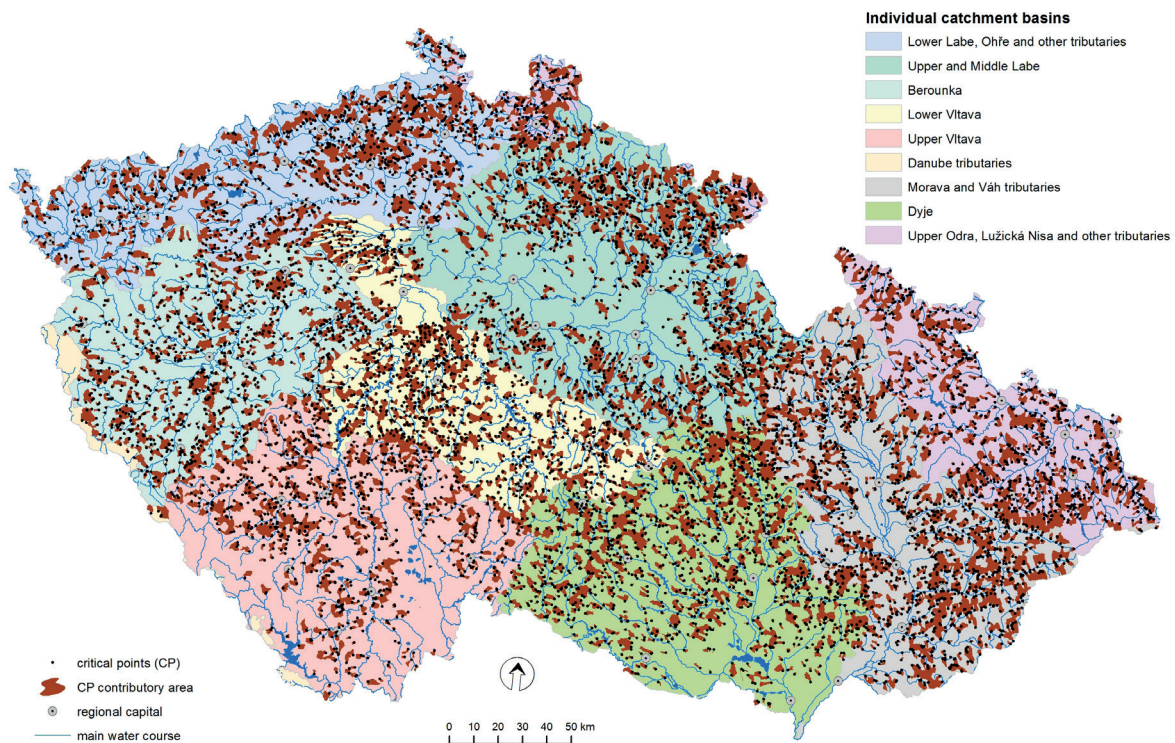 Individual catchment basins
Lower Labe, Ohře and other tributaries
Upper and Middle Labe
Berounka
Lower Vltava
Upper Vltava
Danube tributaries
Morava and Váh tributaries
Dyje
Upper Odra, Lužická Nisa and other tributaries
critical points (CP)
CP contributory area
regional capital
main water course
0 10 20 30 40 50 km